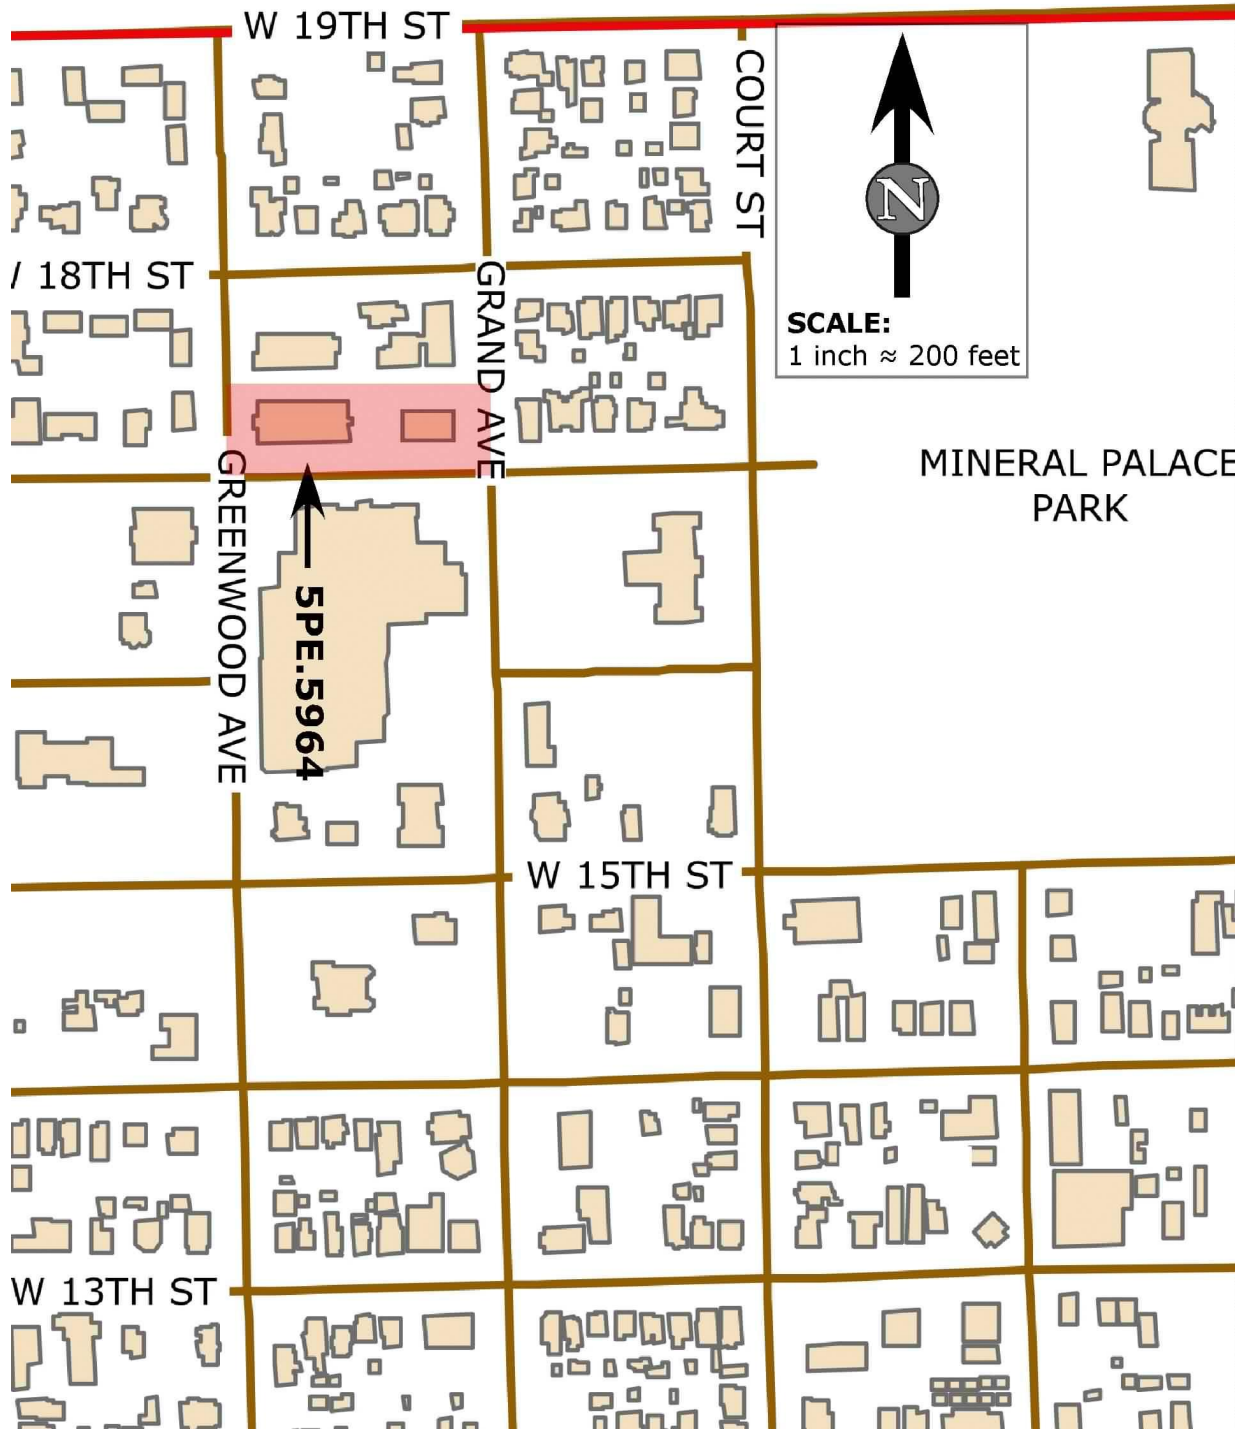 W 19TH ST
COURT ST
N
W 18TH ST
GRAND AVE
SCALE:
1 inch ≈ 200 feet
MINERAL PALACE
PARK
GREENWOOD AVE
5PE.5964
W 15TH ST
W 13TH ST